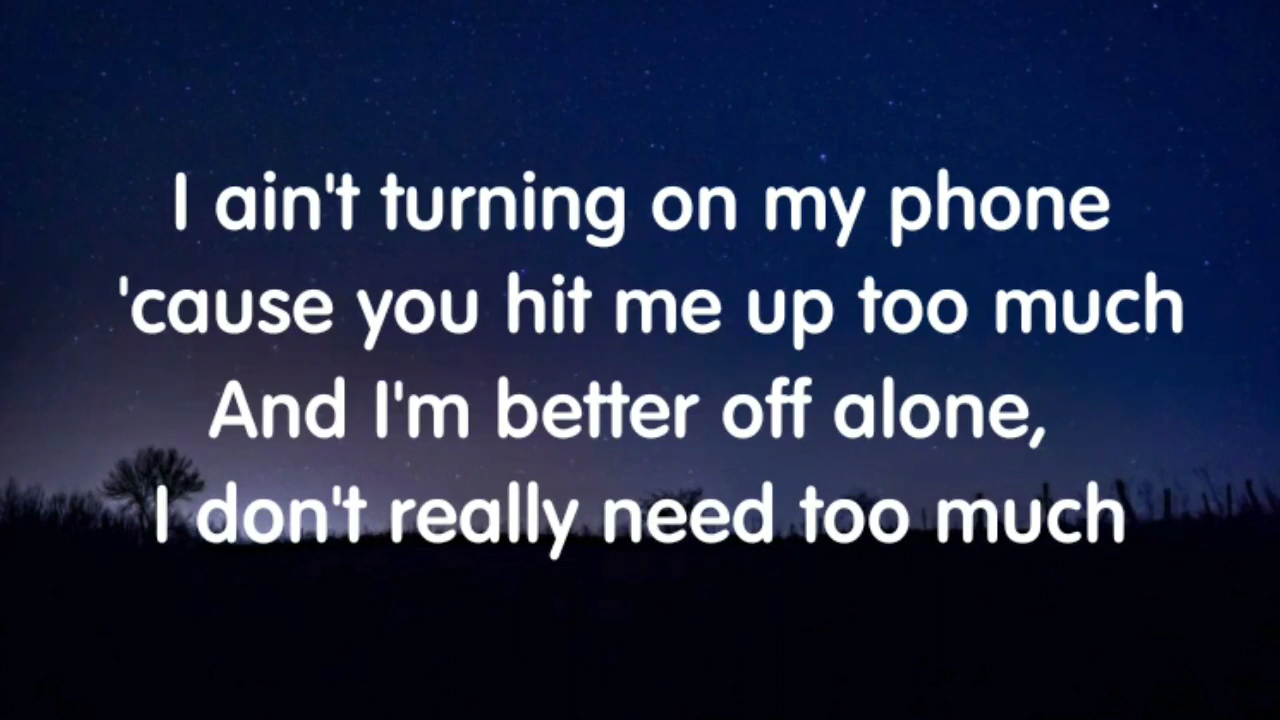 I ain't turning on my phone
'cause you hit me up too much
And I'm better off alone,
I don't really need too much